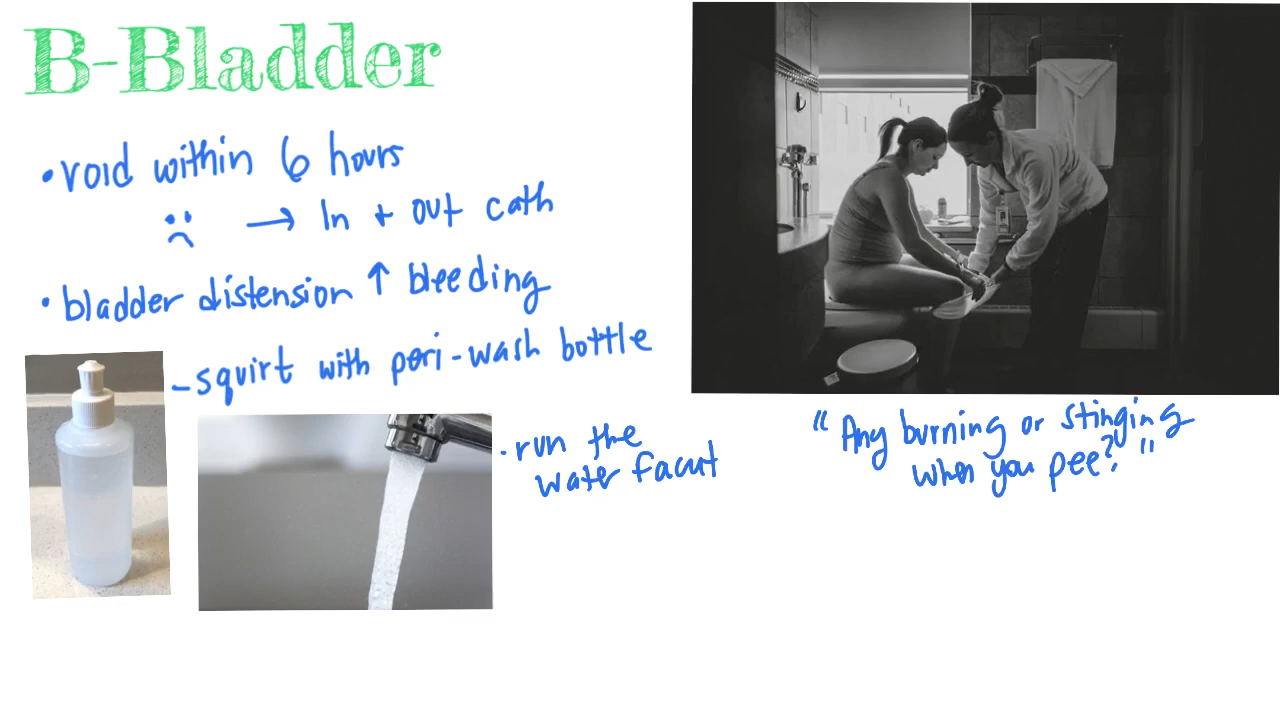 B-Bladder
• void within 6 hours
→ In + out cath
• bladder distension ↑ bleeding
- squirt with peri-wash bottle
• run the
water facut
“Any burning or stinging
when you pee?”